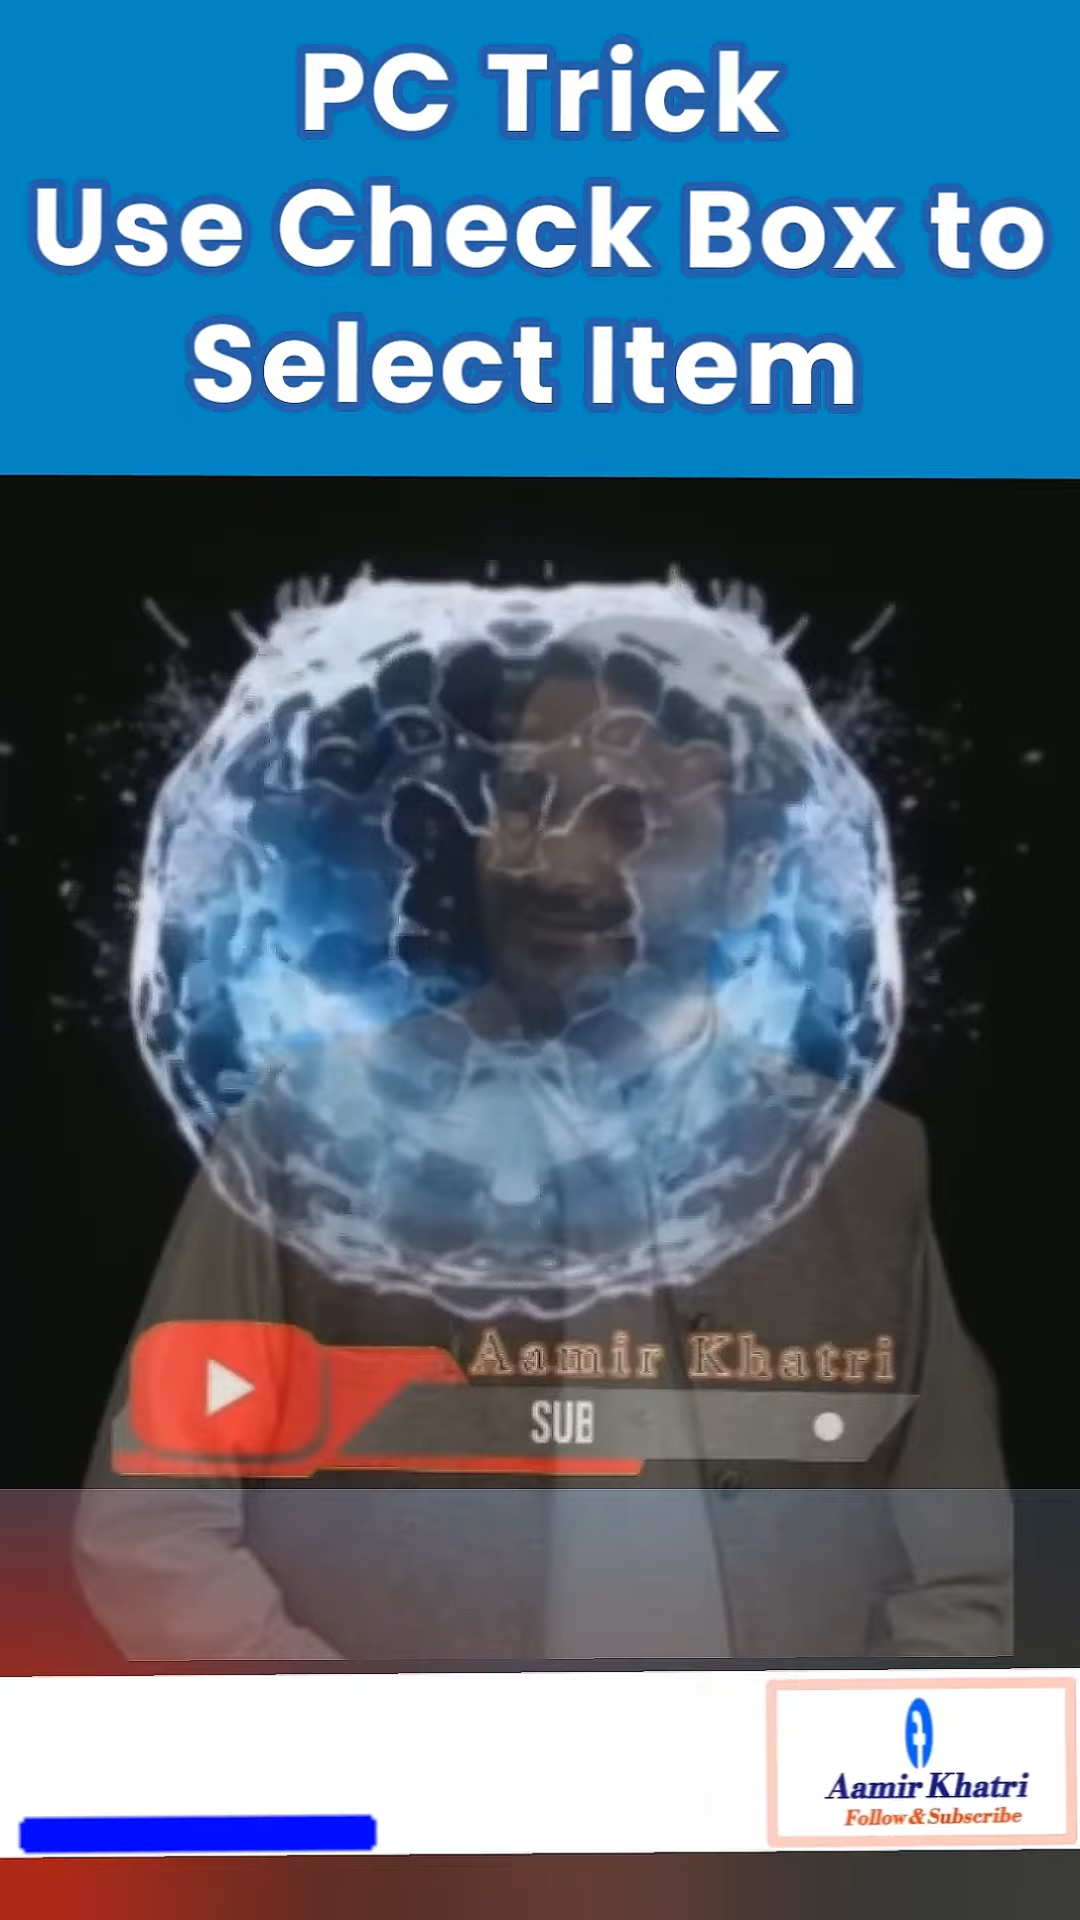 PC Trick
Use Check Box to
Select Item
Aamir Khatri
SUB
Aamir Khatri
Follow & Subscribe